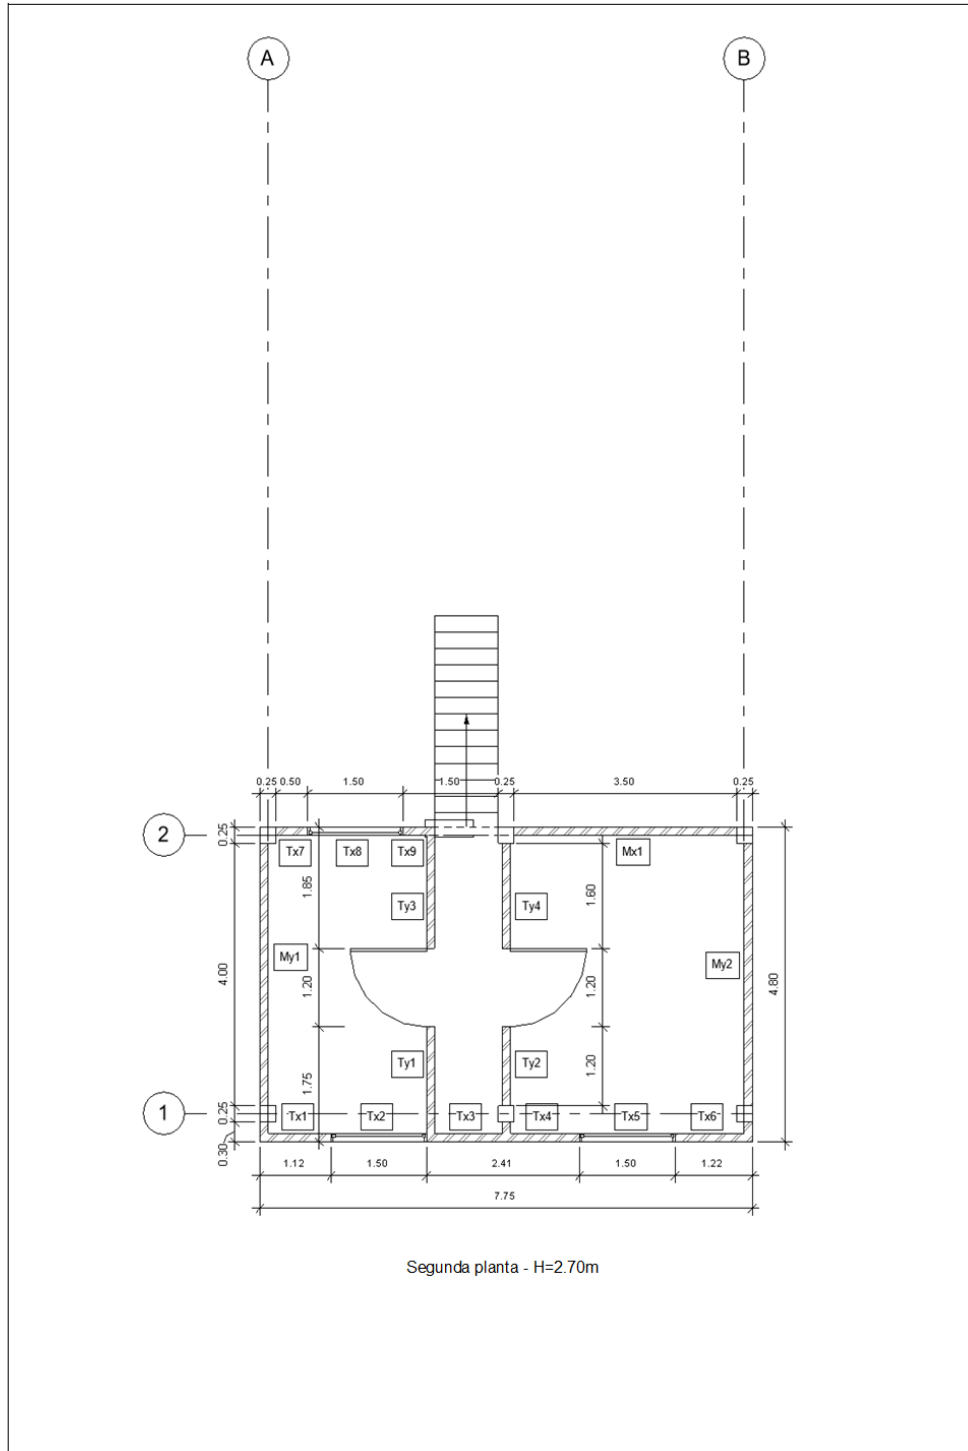 A B
0.25 0.50 1.50 1.50 0.25 3.50 0.25
2
0.25
Tx7 Tx8 Tx9 Mx1
1.85
1.60
Ty3 Ty4
My1 My2
4.00
1.20
1.20
4.80
Ty1 Ty2
1.75
1.20
1
0.25
Tx1 Tx2 Tx3 Tx4 Tx5 Tx6
0.30
1.12 1.50 2.41 1.50 1.22
7.75
Segunda planta - H=2.70m